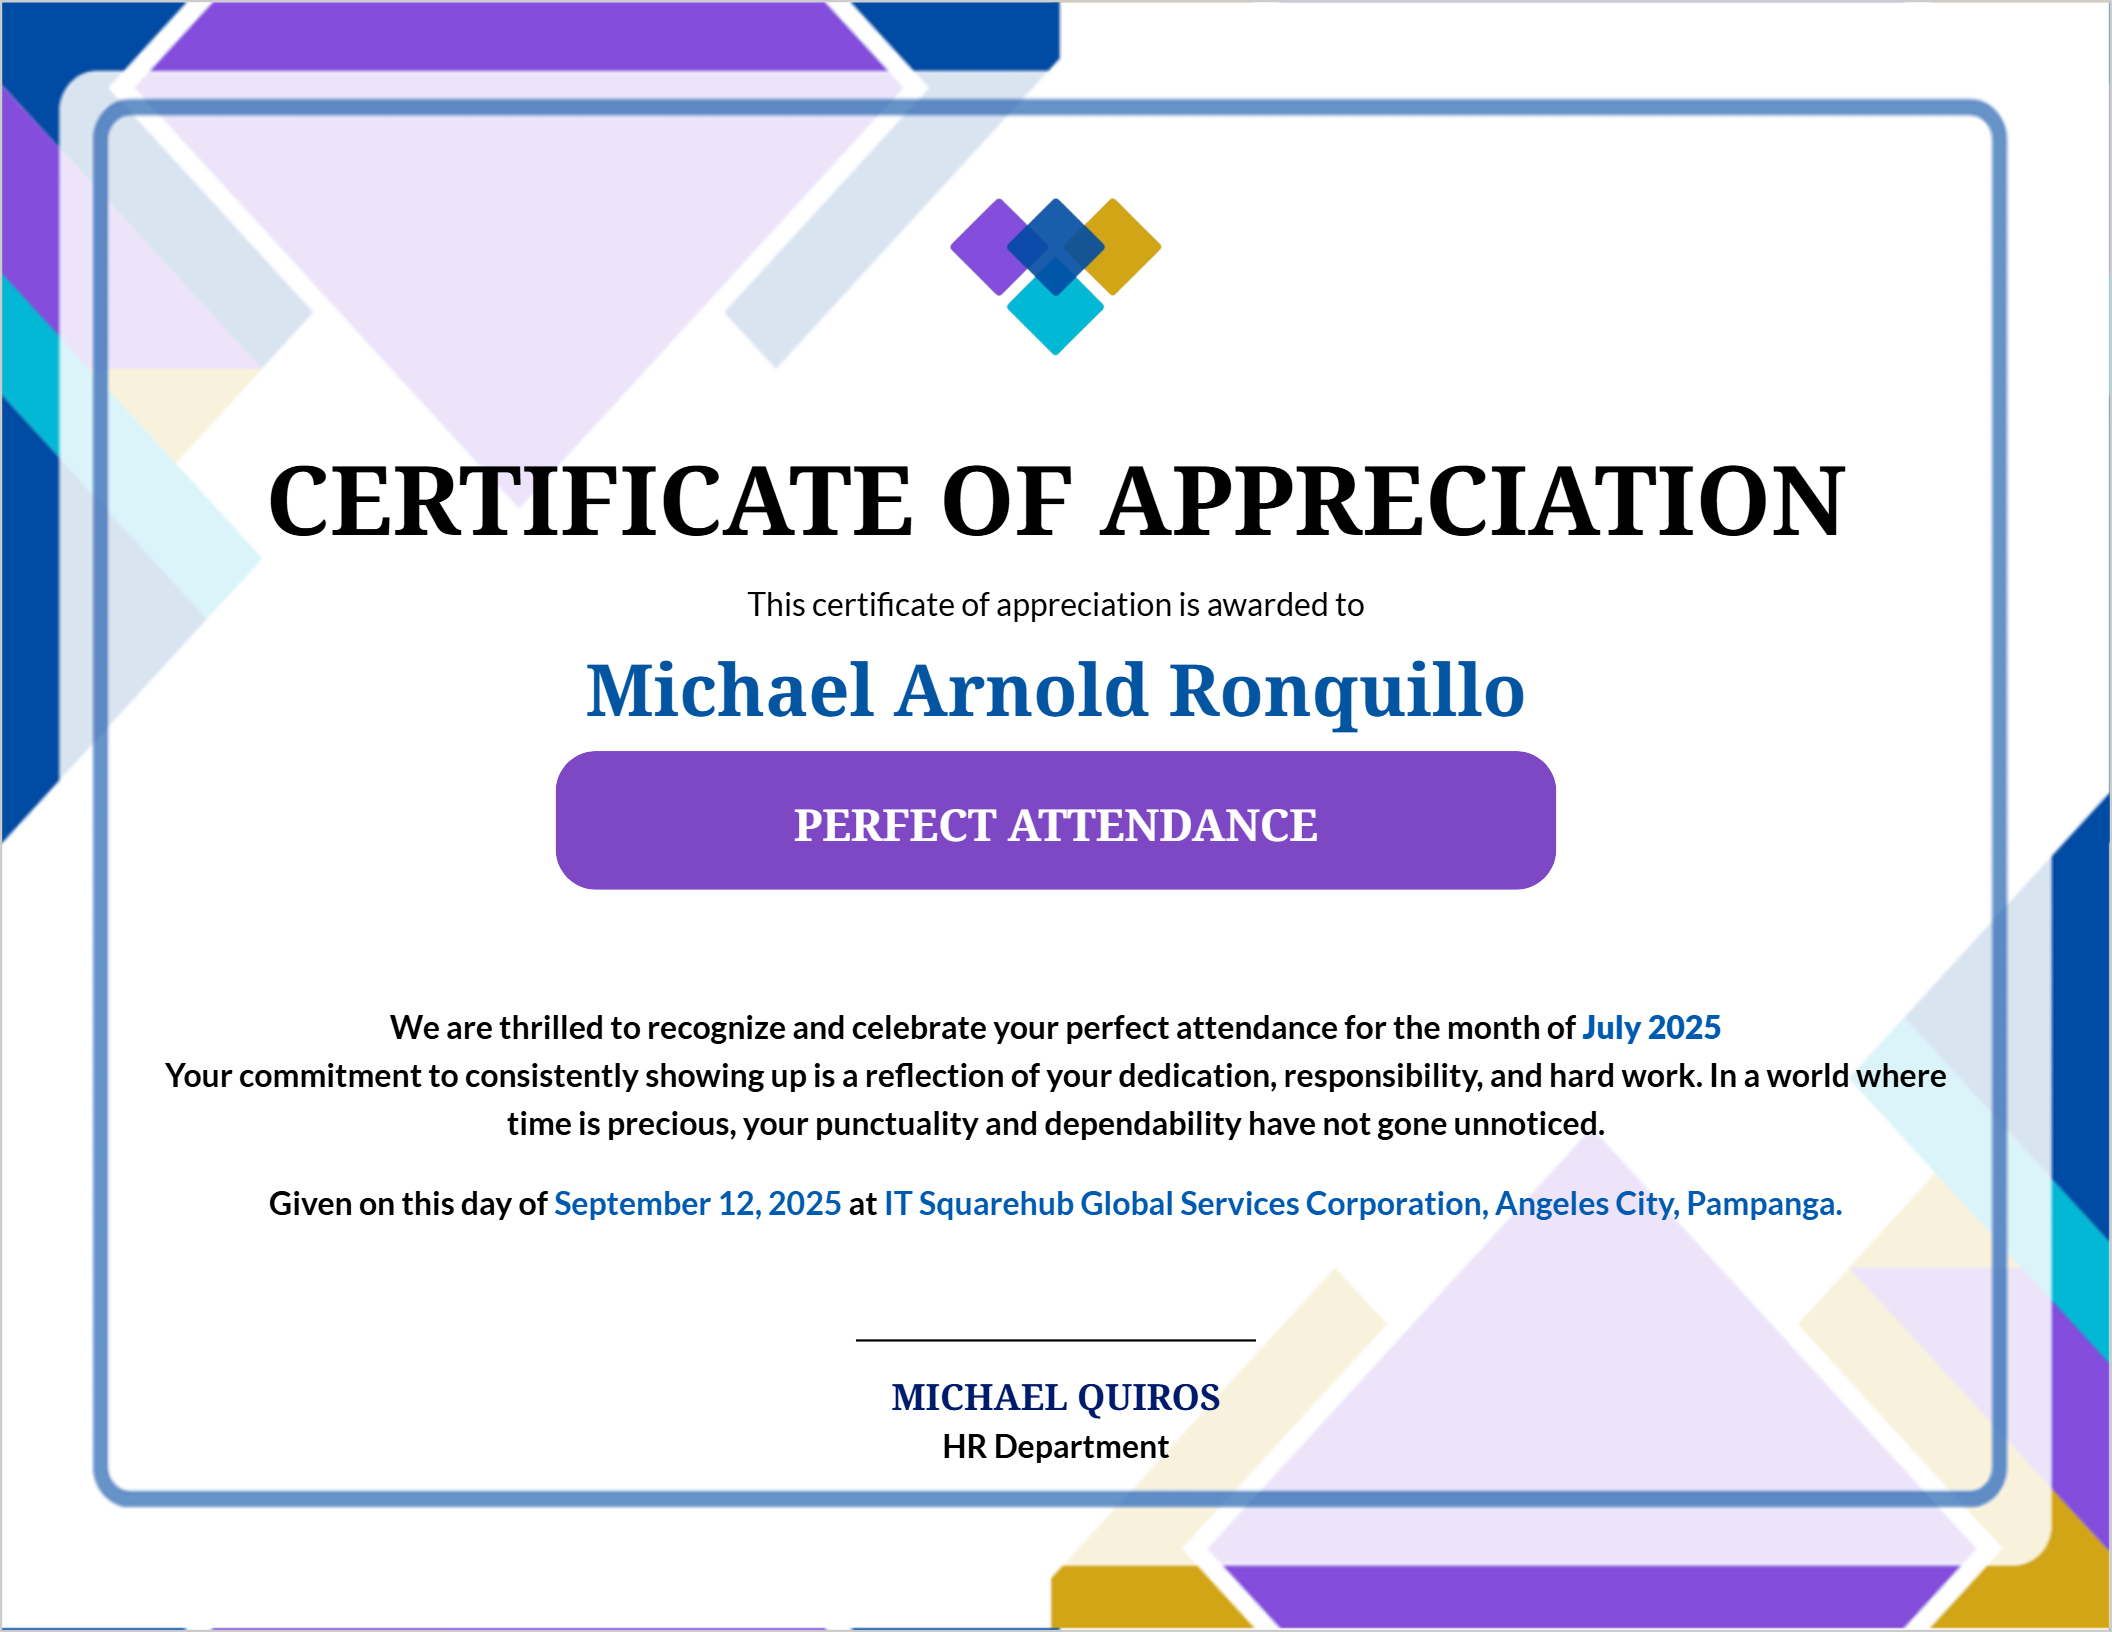 CERTIFICATE OF APPRECIATION
This certificate of appreciation is awarded to
Michael Arnold Ronquillo
PERFECT ATTENDANCE
We are thrilled to recognize and celebrate your perfect attendance for the month of July 2025
Your commitment to consistently showing up is a reflection of your dedication, responsibility, and hard work. In a world where
time is precious, your punctuality and dependability have not gone unnoticed.
Given on this day of September 12, 2025 at IT Squarehub Global Services Corporation, Angeles City, Pampanga.
MICHAEL QUIROS
HR Department